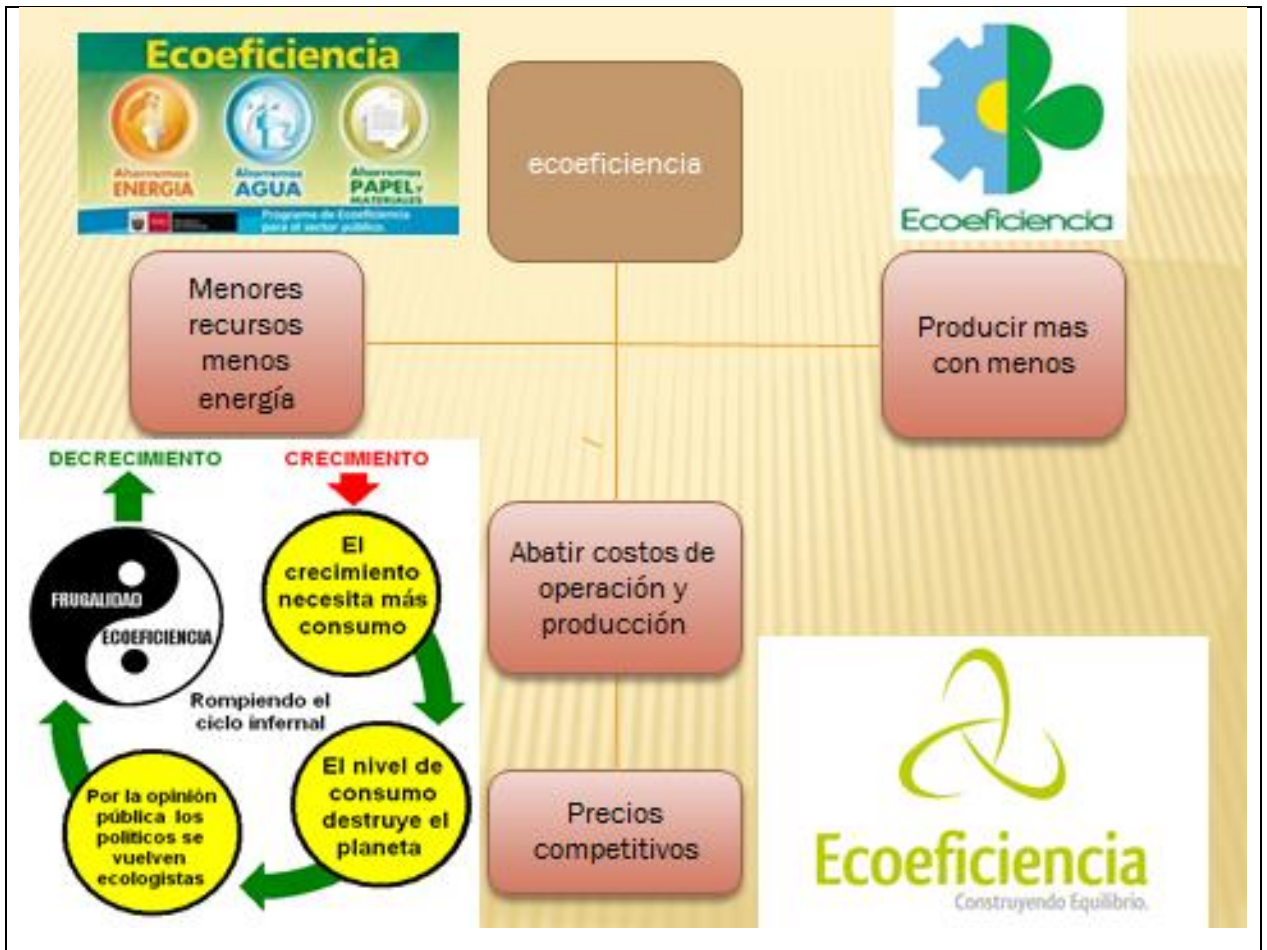 Ecoeficiencia
Ahorremos
ENERGIA
Ahorremos
AGUA
Ahorremos
PAPEL Y
MATERIALES
Programa de Ecoeficiencia
para el sector público.
ecoeficiencia
Ecoeficiencia
Menores
recursos
menos
energía
Producir mas
con menos
DECRECIMIENTO
CRECIMIENTO
El
crecimiento
necesita más
consumo
FRUGALIDAD
ECOEFICIENCIA
Rompiendo el
ciclo infernal
El nivel de
consumo
destruye el
planeta
Por la opinión
pública los
políticos se
vuelven
ecologistas
Abatir costos de
operación y
producción
Precios
competitivos
Ecoeficiencia
Construyendo Equilibrio.